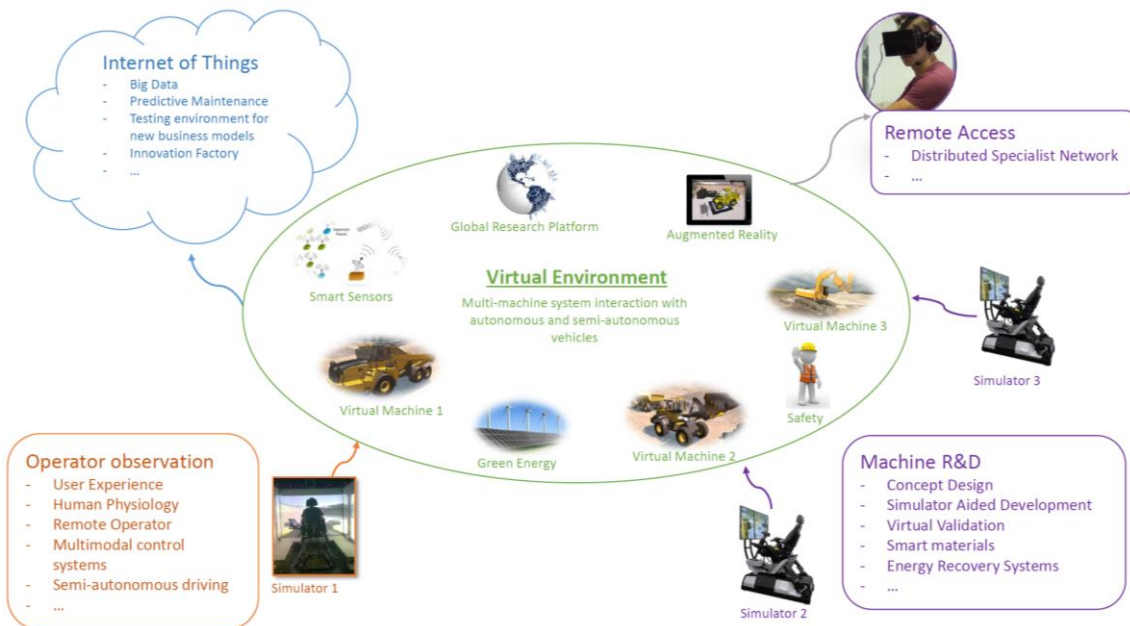 Internet of Things
- Big Data
- Predictive Maintenance
- Testing environment for
new business models
- Innovation Factory
- ...
Remote Access
- Distributed Specialist Network
- ...
Global Research Platform
Augmented Reality
Smart Sensors
Virtual Environment
Multi-machine system interaction with
autonomous and semi-autonomous
vehicles
Virtual Machine 3
Simulator 3
Virtual Machine 1
Safety
Green Energy
Virtual Machine 2
Operator observation
- User Experience
- Human Physiology
- Remote Operator
- Multimodal control
systems
- Semi-autonomous driving
- ...
Simulator 1
Simulator 2
Machine R&D
- Concept Design
- Simulator Aided Development
- Virtual Validation
- Smart materials
- Energy Recovery Systems
- ...